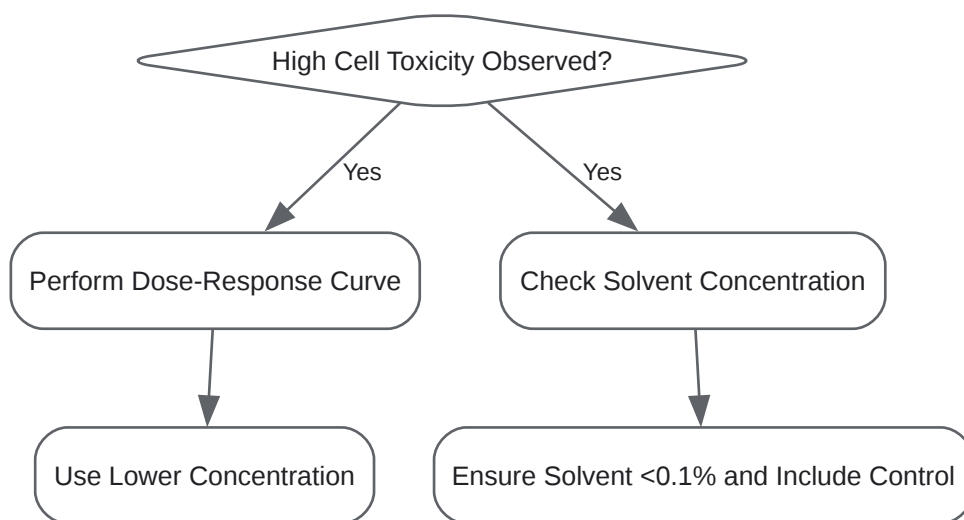 High Cell Toxicity Observed?
Yes
Yes
Perform Dose-Response Curve
Check Solvent Concentration
Use Lower Concentration
Ensure Solvent <0.1% and Include Control